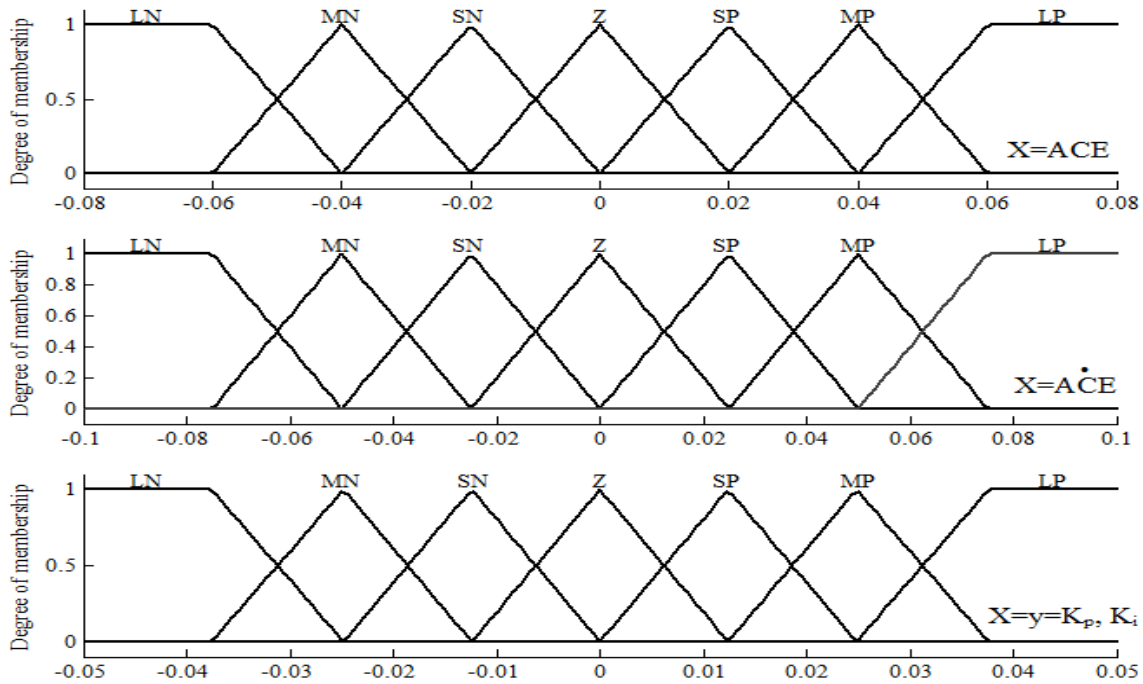 LN MN SN Z SP MP LP
1
0.5
0
Degree of membership
X=ACE
-0.08 -0.06 -0.04 -0.02 0 0.02 0.04 0.06 0.08
LN MN SN Z SP MP LP
1
0.8
0.6
0.4
0.2
0
Degree of membership
X=AĊE
-0.1 -0.08 -0.06 -0.04 -0.02 0 0.02 0.04 0.06 0.08 0.1
LN MN SN Z SP MP LP
1
0.5
0
Degree of membership
X=y=Kₚ, Kᵢ
-0.05 -0.04 -0.03 -0.02 -0.01 0 0.01 0.02 0.03 0.04 0.05